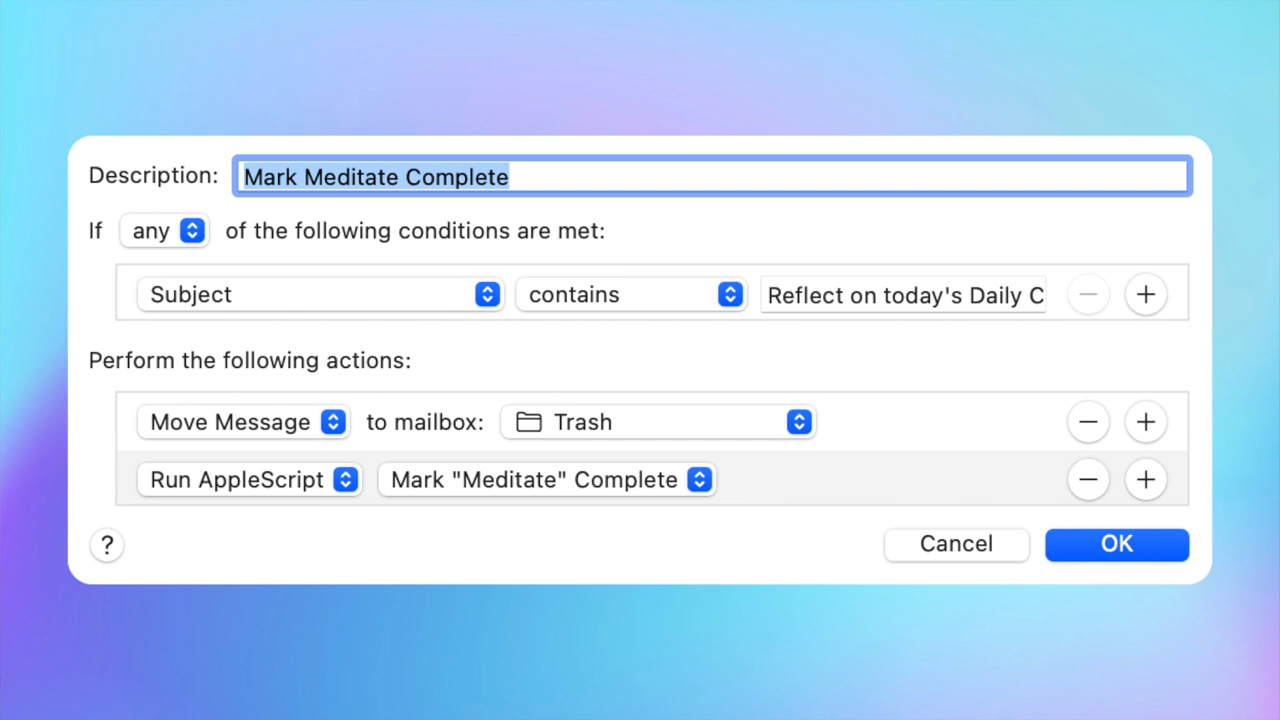 Description: Mark Meditate Complete
If any of the following conditions are met:
Subject contains Reflect on today's Daily C
Perform the following actions:
Move Message to mailbox: Trash
Run AppleScript Mark "Meditate" Complete
? Cancel OK